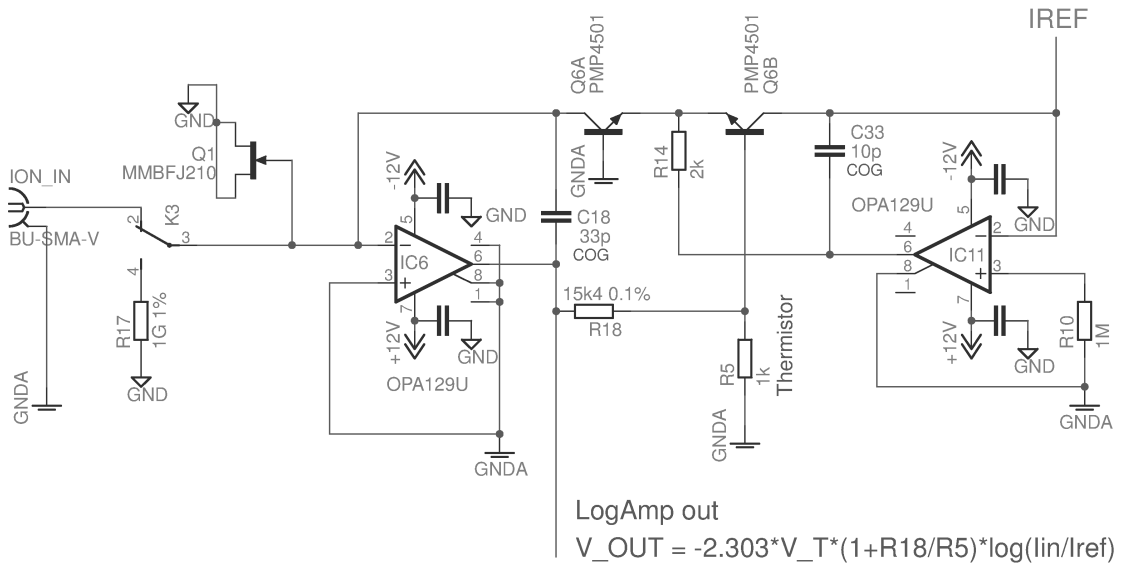 IREF
Q6A
PMP4501
PMP4501
Q6B
GND
Q1
MMBFJ210
ION_IN
BU-SMA-V
2
K3
3
4
R17
1G 1%
GND
GNDA
-12V
5
GND
2
3
IC6
4
6
8
1
7
+12V
GND
OPA129U
GNDA
C18
33p
COG
GNDA
R14
2k
15k4 0.1%
R18
R5
1k
Thermistor
GNDA
C33
10p
COG
OPA129U
-12V
5
GND
4
6
8
1
IC11
2
3
7
+12V
GND
R10
1M
GNDA
LogAmp out
V_OUT = -2.303*V_T*(1+R18/R5)*log(Iin/Iref)